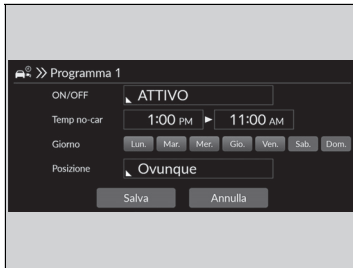 Programma 1
ON/OFF ATTIVO
Temp no-car 1:00 PM ► 11:00 AM
Giorno Lun. Mar. Mer. Gio. Ven. Sab. Dom.
Posizione Ovunque
Salva Annulla